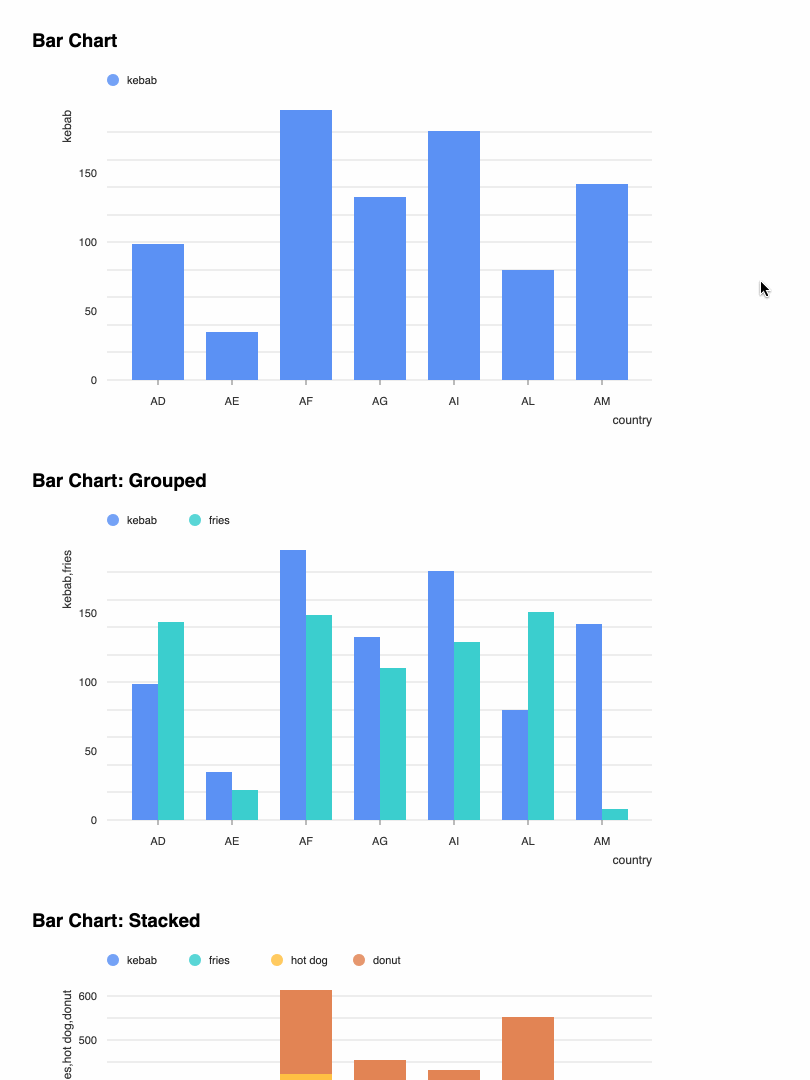 Bar Chart
kebab
kebab
150
100
50
0
AD AE AF AG AI AL AM
country
Bar Chart: Grouped
kebab fries
kebab,fries
150
100
50
0
AD AE AF AG AI AL AM
country
Bar Chart: Stacked
kebab fries hot dog donut
es,hot dog,donut
600
500